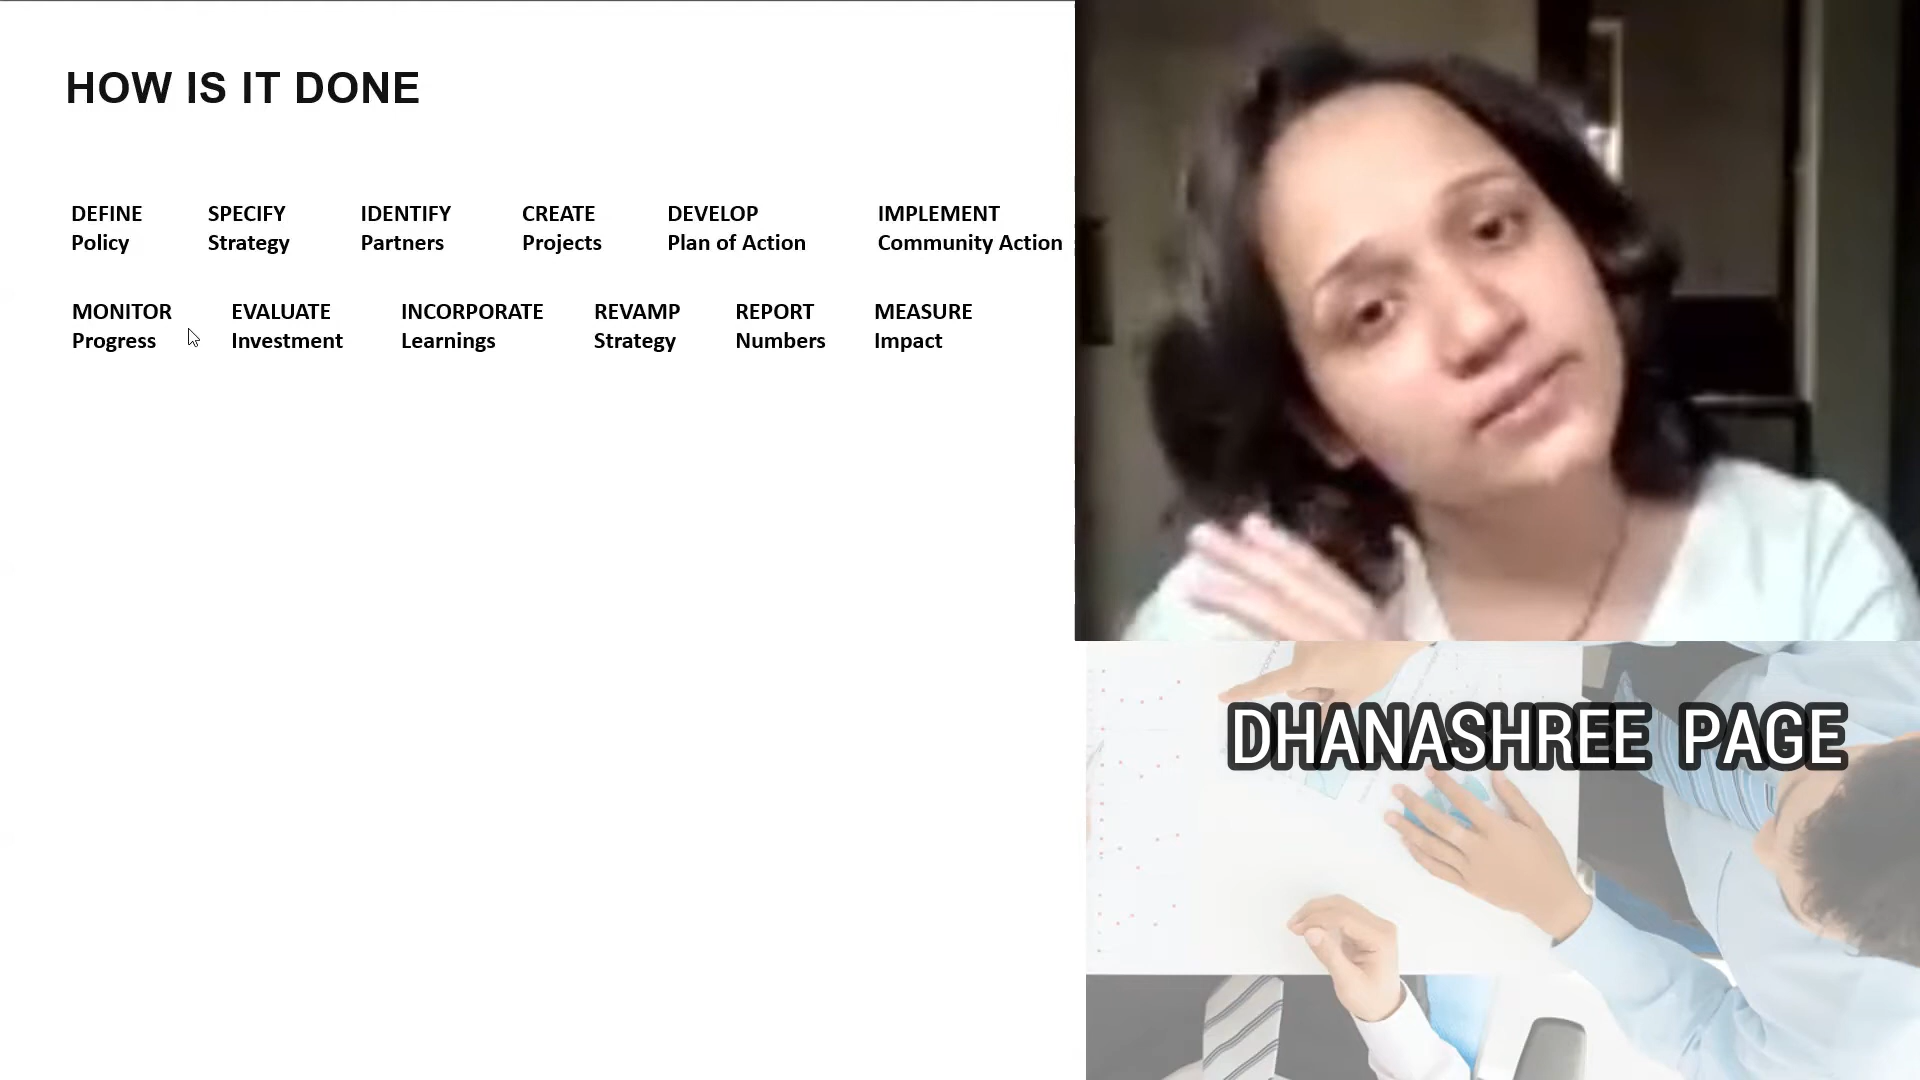 HOW IS IT DONE
DEFINE SPECIFY IDENTIFY CREATE DEVELOP IMPLEMENT
Policy Strategy Partners Projects Plan of Action Community Action
MONITOR EVALUATE INCORPORATE REVAMP REPORT MEASURE
Progress Investment Learnings Strategy Numbers Impact
DHANASHREE PAGE